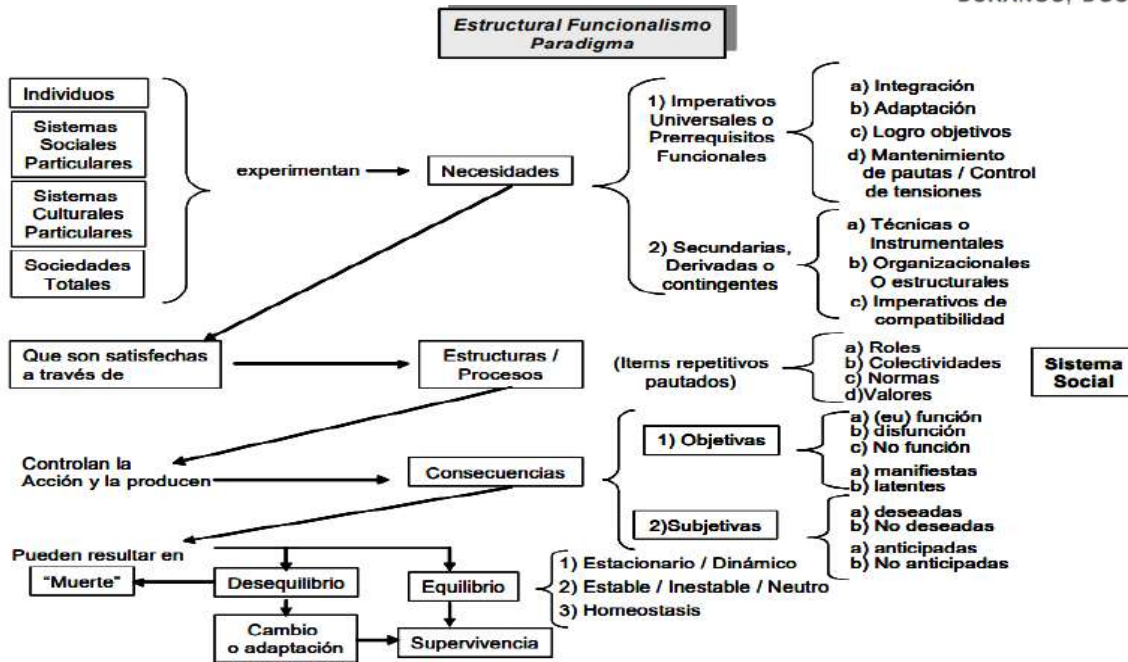 Estructural Funcionalismo
Paradigma
Individuos
Sistemas
Sociales
Particulares
Sistemas
Culturales
Particulares
Sociedades
Totales
experimentan
Necesidades
1) Imperativos
Universales o
Prerrequisitos
Funcionales
a) Integración
b) Adaptación
c) Logro objetivos
d) Mantenimiento
de pautas / Control
de tensiones
2) Secundarias,
Derivadas o
contingentes
a) Técnicas o
Instrumentales
b) Organizacionales
O estructurales
c) Imperativos de
compatibilidad
Que son satisfechas
a través de
Estructuras /
Procesos
(Items repetitivos
pautados)
a) Roles
b) Colectividades
c) Normas
d)Valores
Sistema
Social
Controlan la
Acción y la producen
Consecuencias
1) Objetivas
a) (eu) función
b) disfunción
c) No función
a) manifiestas
b) latentes
2)Subjetivas
a) deseadas
b) No deseadas
a) anticipadas
b) No anticipadas
Pueden resultar en
“Muerte”
Desequilibrio
Equilibrio
1) Estacionario / Dinámico
2) Estable / Inestable / Neutro
3) Homeostasis
Cambio
o adaptación
Supervivencia